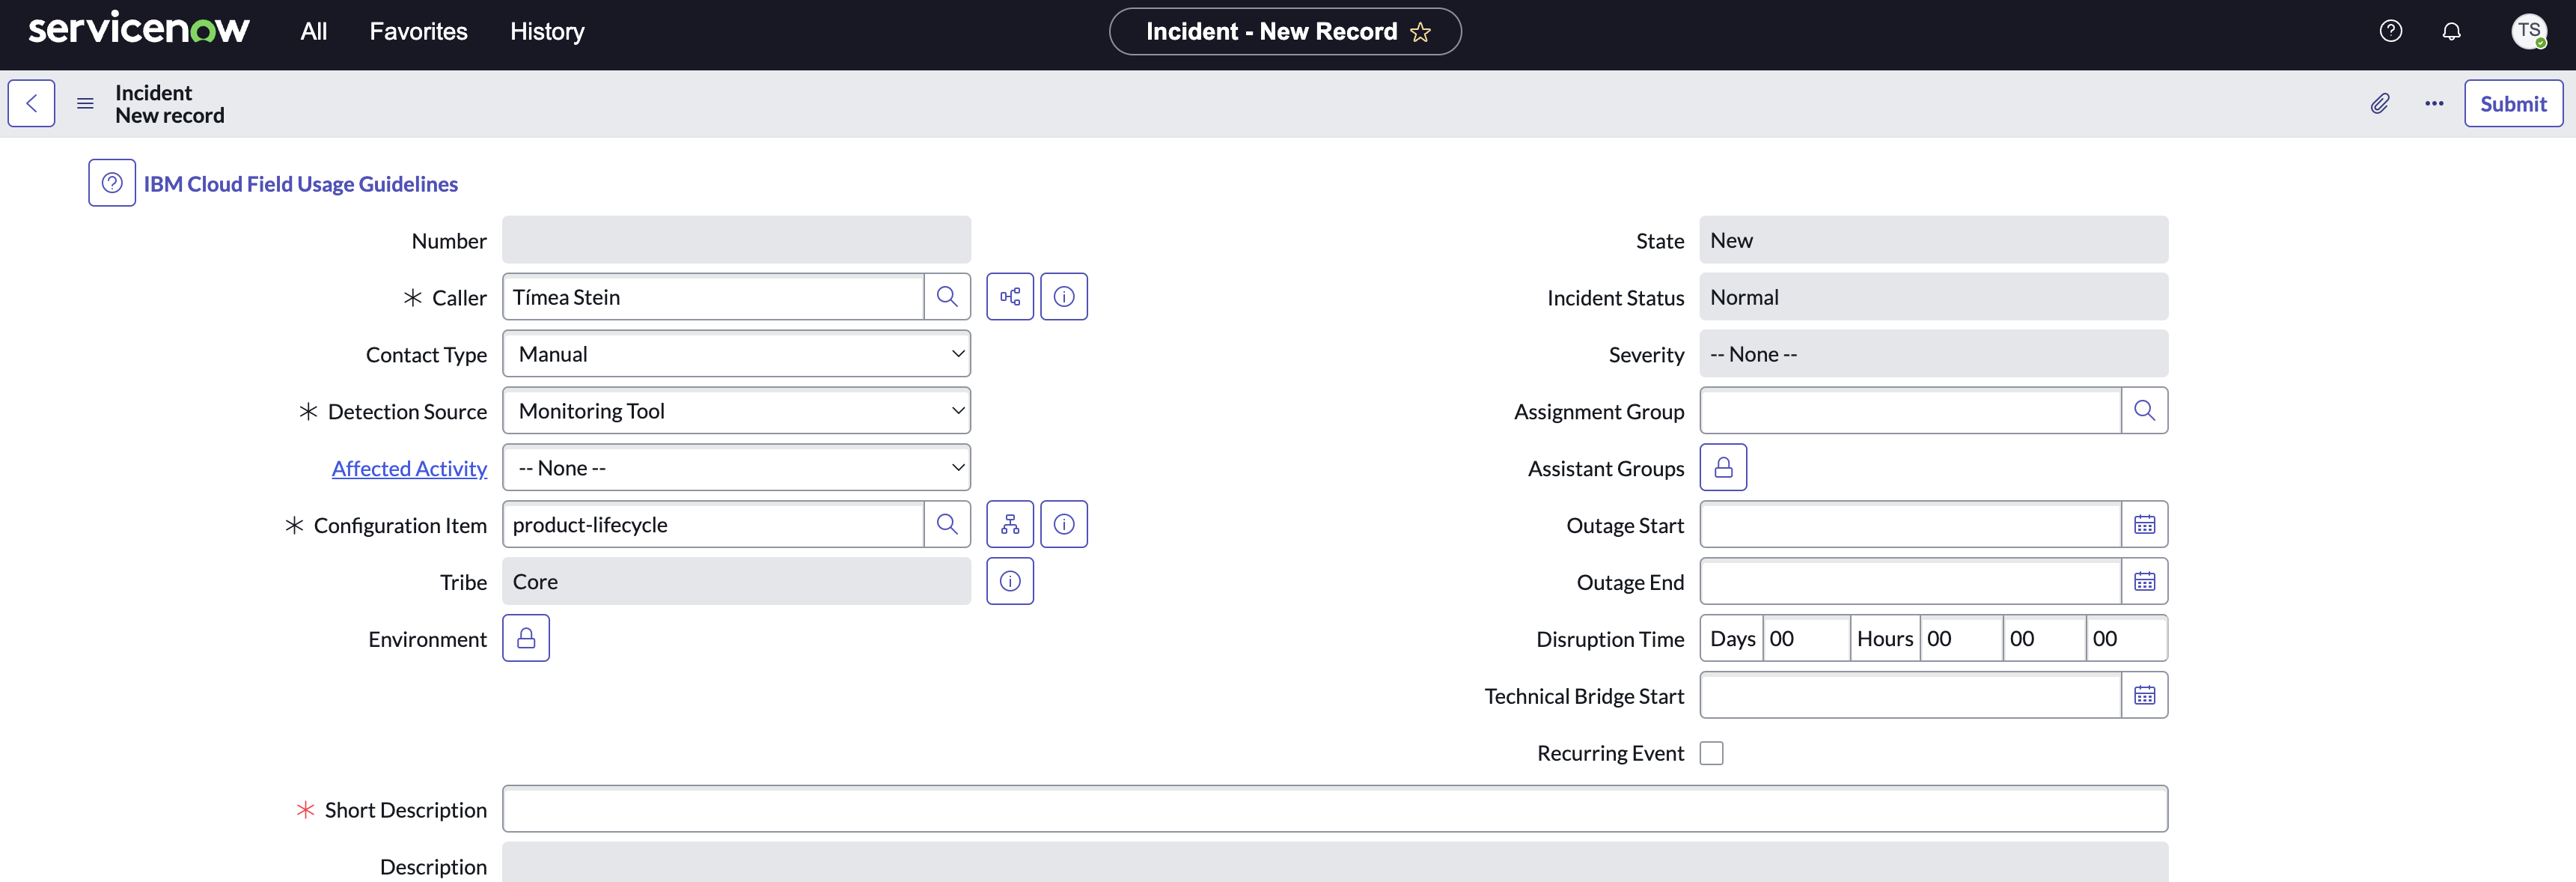 servicenow All Favorites History Incident - New Record TS
Incident
New record
Submit
IBM Cloud Field Usage Guidelines
Number
State New
* Caller Tímea Stein
Incident Status Normal
Contact Type Manual
Severity -- None --
* Detection Source Monitoring Tool
Assignment Group
Affected Activity -- None --
Assistant Groups
* Configuration Item product-lifecycle
Outage Start
Tribe Core
Outage End
Environment
Disruption Time Days 00 Hours 00 00 00
Technical Bridge Start
Recurring Event
* Short Description
Description